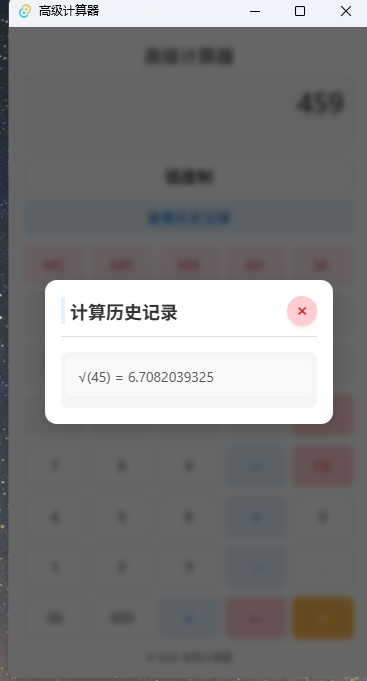 高级计算器
高级计算器
459
弧度制
查看历史记录
MC MR MS M+ M-
计算历史记录
×
√(45) = 6.7082039325
7 8 9
4 5 6
1 2 3
00 000